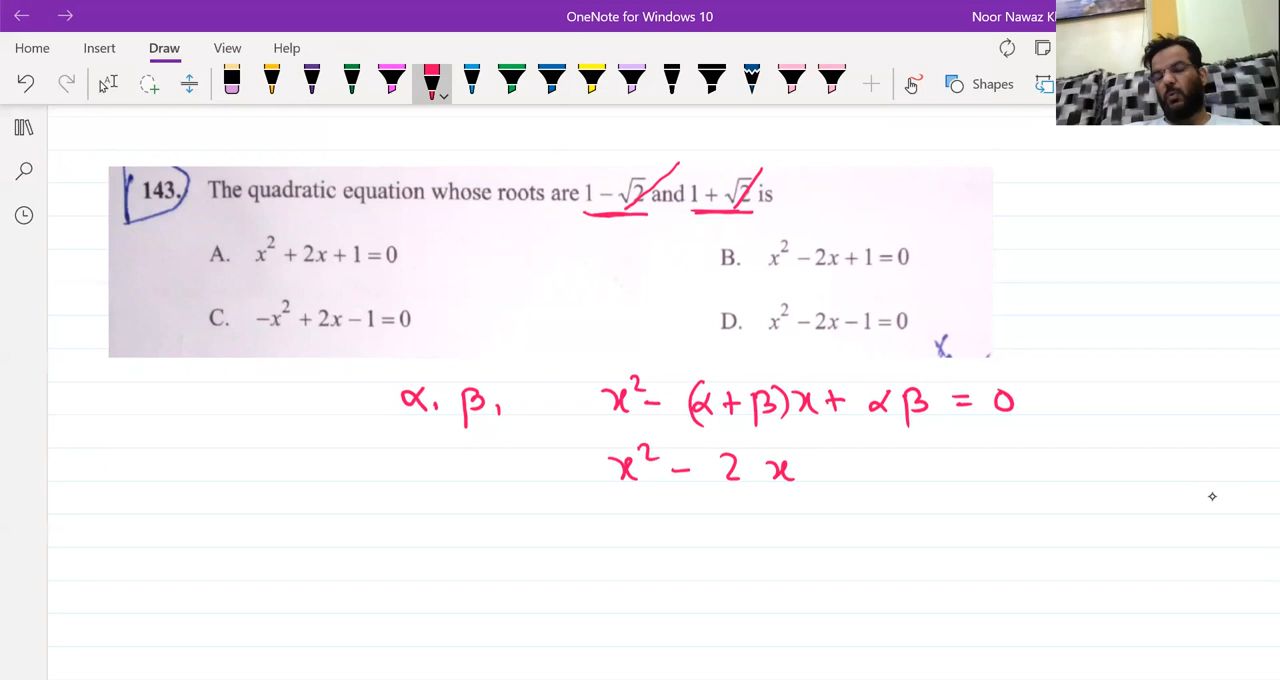 OneNote for Windows 10
Noor Nawaz K
Home Insert Draw View Help
Shapes
143. The quadratic equation whose roots are 1 − √2 and 1 + √2 is
A. x² + 2x + 1 = 0
B. x² − 2x + 1 = 0
C. −x² + 2x − 1 = 0
D. x² − 2x − 1 = 0
α, β, x² − (α + β)x + αβ = 0
x² − 2 x